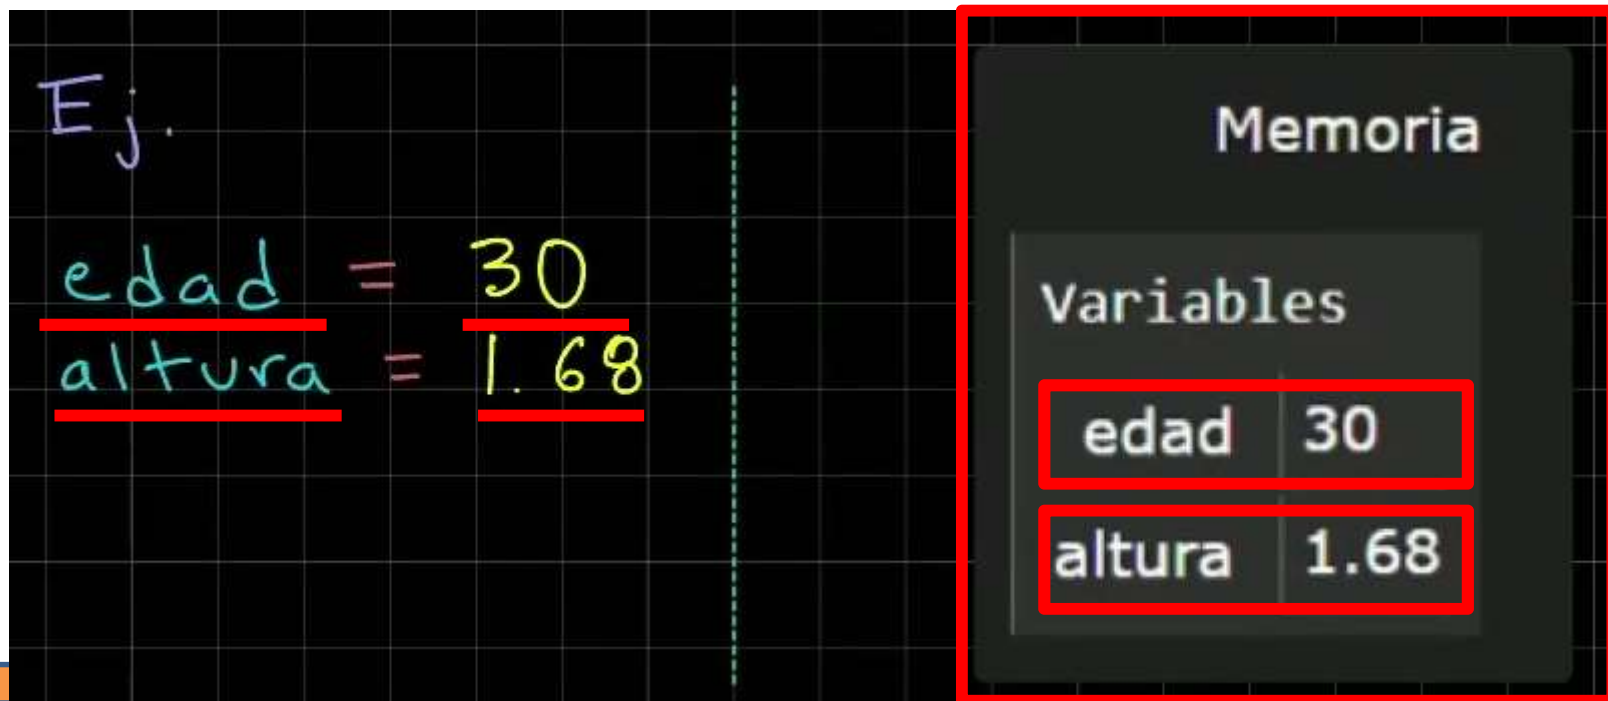 Ej.
edad = 30
altura = 1.68
Memoria
Variables
edad 30
altura 1.68